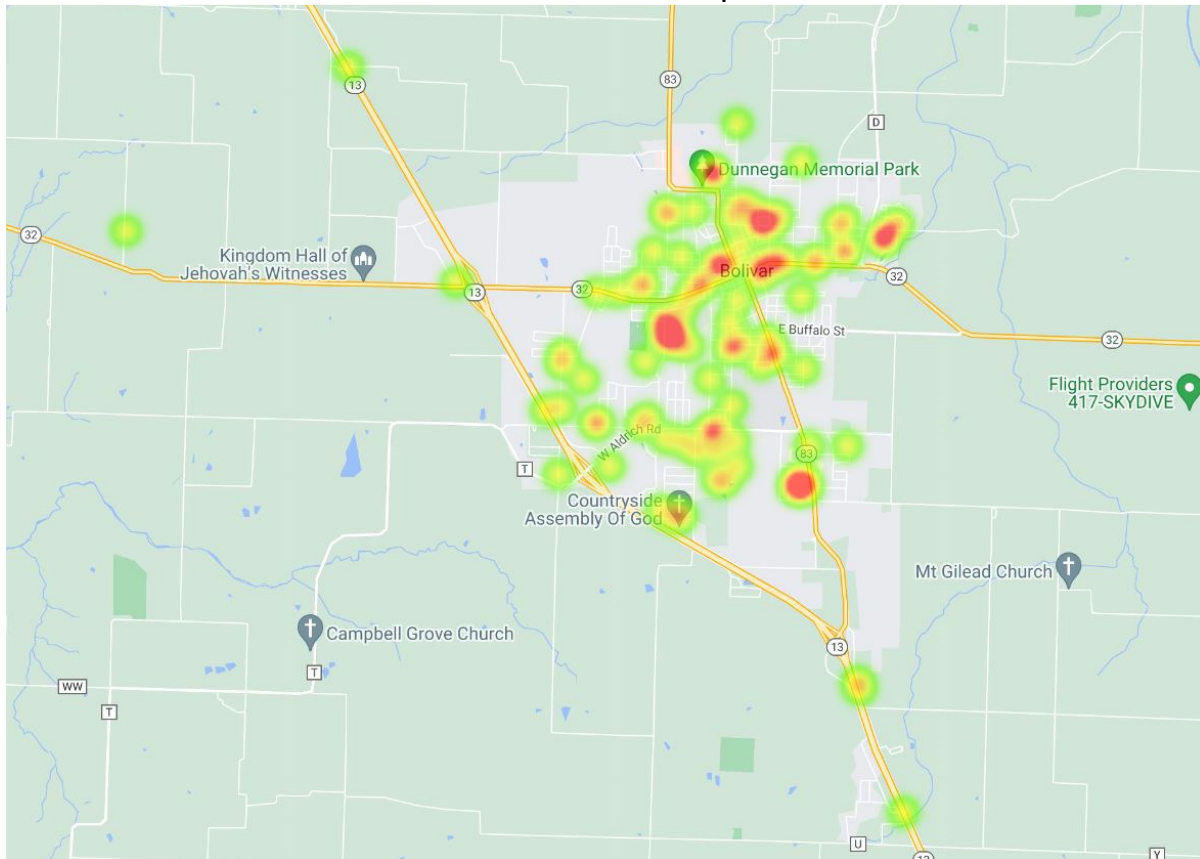 13
83
D
Dunnegan Memorial Park
32
Kingdom Hall of
Jehovah's Witnesses
13
32
Bolivar
32
E Buffalo St
32
Flight Providers
417-SKYDIVE
W Aldrich Rd
83
T
Countryside
Assembly Of God
Mt Gilead Church
Campbell Grove Church
13
T
WW
T
U
13
Y